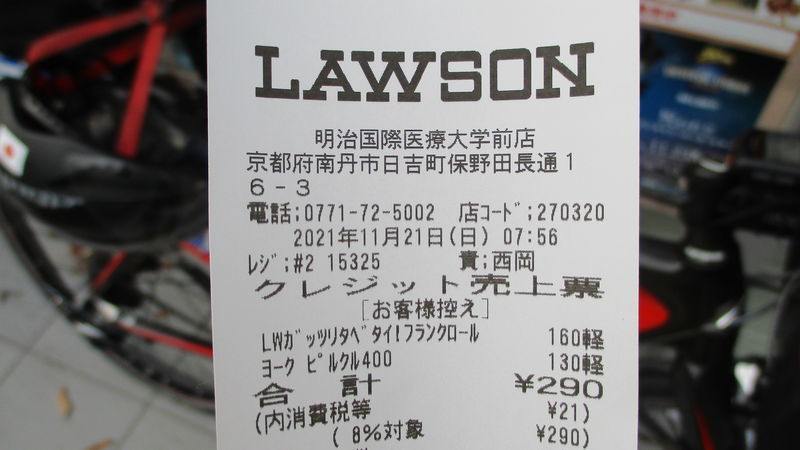 LAWSON
明治国際医療大学前店
京都府南丹市日吉町保野田長通1
6-3
電話;0771-72-5002 店コード;270320
2021年11月21日(日) 07:56
レジ;#2 15325 責;西岡
クレジット売上票
[お客様控え]
LWガッツリタベタイ!フランクロール 160軽
ヨーク ピルクル400 130軽
合 計 ¥290
(内消費税等 ¥21)
( 8%対象 ¥290)